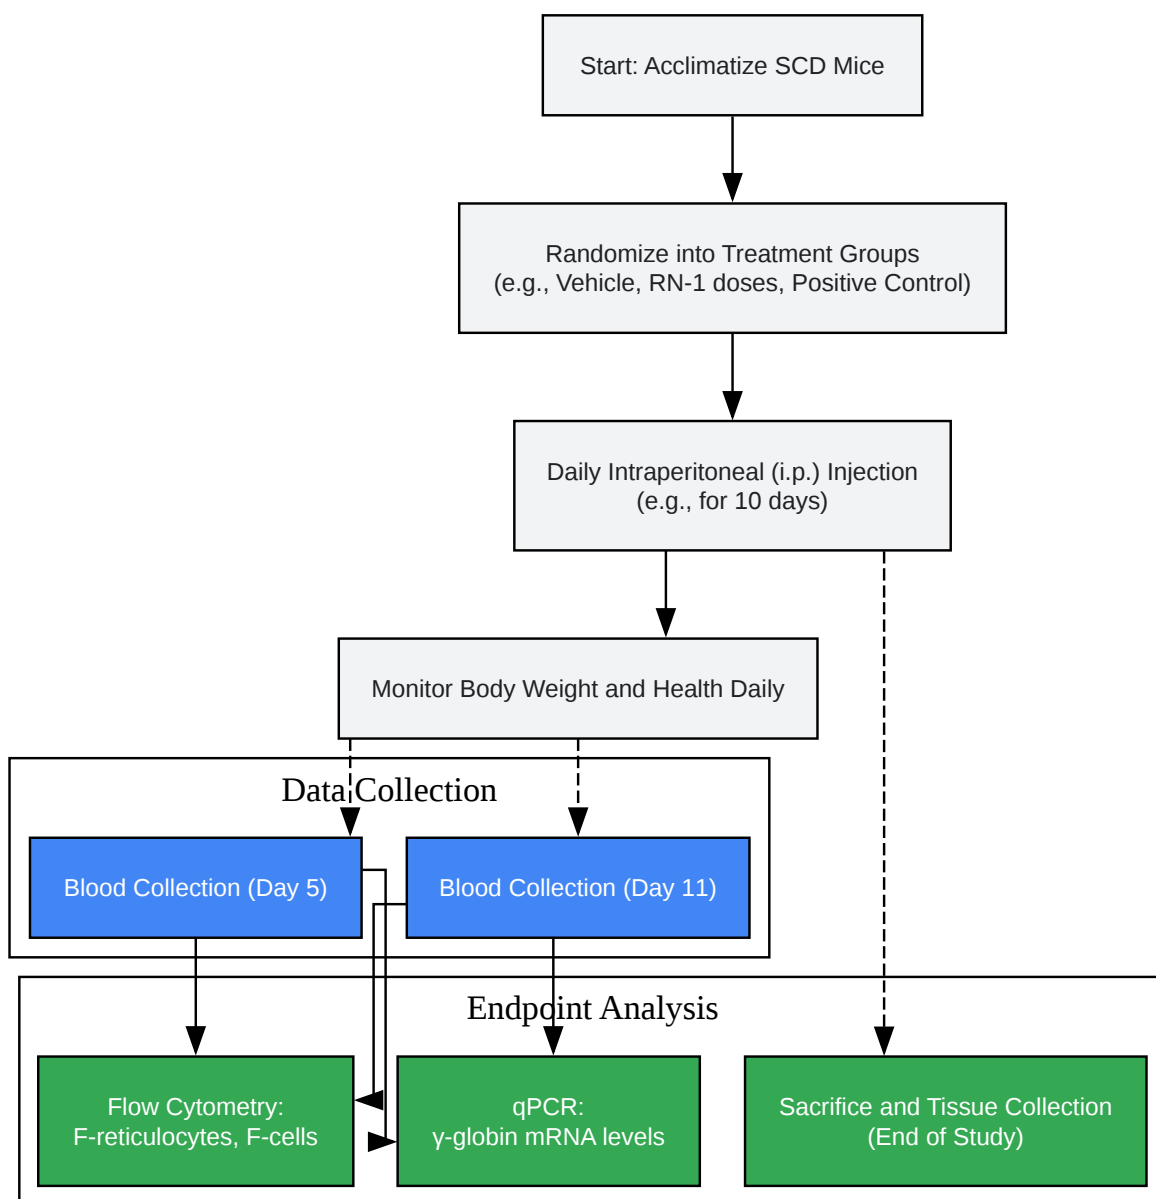 Start: Acclimatize SCD Mice
Randomize into Treatment Groups
(e.g., Vehicle, RN-1 doses, Positive Control)
Daily Intraperitoneal (i.p.) Injection
(e.g., for 10 days)
Monitor Body Weight and Health Daily
Data Collection
Blood Collection (Day 5)
Blood Collection (Day 11)
Endpoint Analysis
Flow Cytometry:
F-reticulocytes, F-cells
qPCR:
γ-globin mRNA levels
Sacrifice and Tissue Collection
(End of Study)